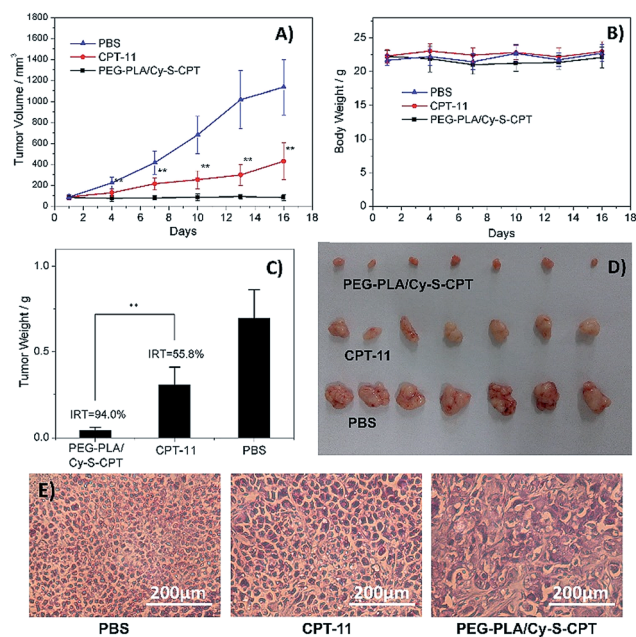 A)
PBS
CPT-11
PEG-PLA/Cy-S-CPT
Tumor Volume / mm³
1800
1600
1400
1200
1000
800
600
400
200
0
** ** ** ** **
0 2 4 6 8 10 12 14 16 18
Days
B)
Body Weight / g
30
25
20
15
10
5
0
PBS
CPT-11
PEG-PLA/Cy-S-CPT
0 2 4 6 8 10 12 14 16 18
Days
C)
Tumor Weight / g
1.0
0.5
0.0
**
IRT=55.8%
IRT=94.0%
PEG-PLA/
Cy-S-CPT
CPT-11
PBS
D)
PEG-PLA/Cy-S-CPT
CPT-11
PBS
E)
200μm
200μm
200μm
PBS
CPT-11
PEG-PLA/Cy-S-CPT